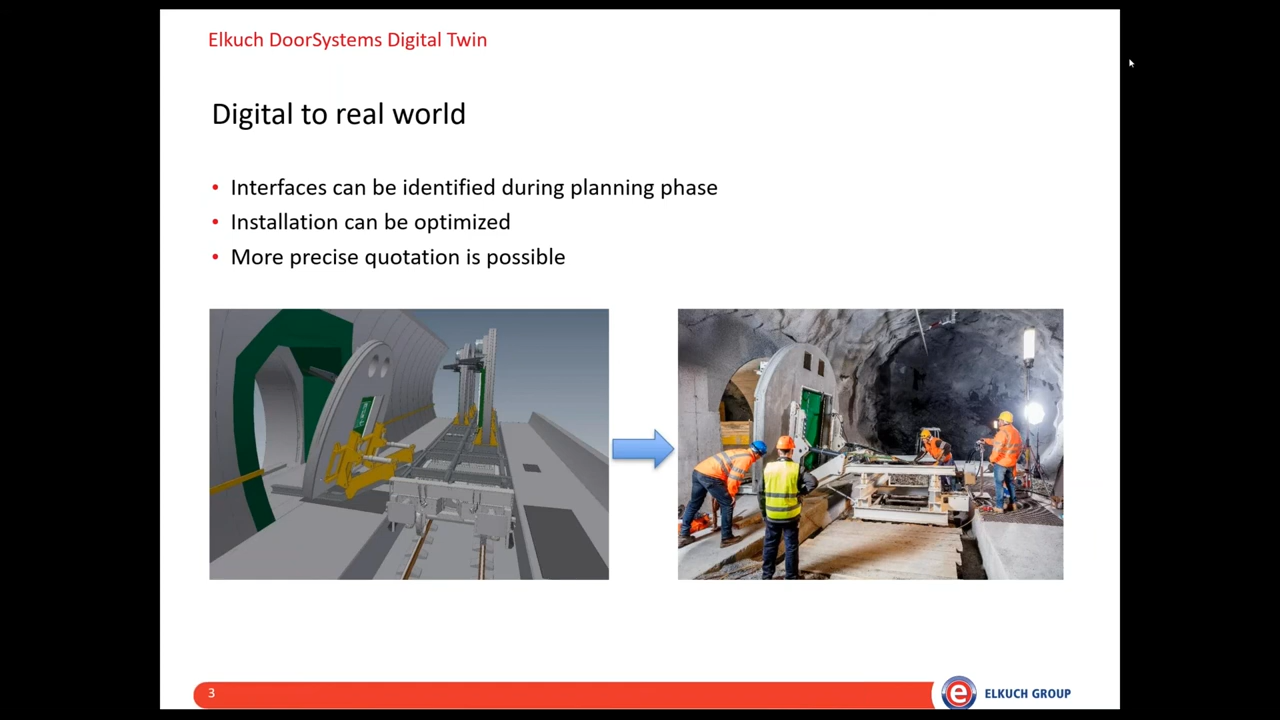 Elkuch DoorSystems Digital Twin
Digital to real world
• Interfaces can be identified during planning phase
• Installation can be optimized
• More precise quotation is possible
3
e
ELKUCH GROUP